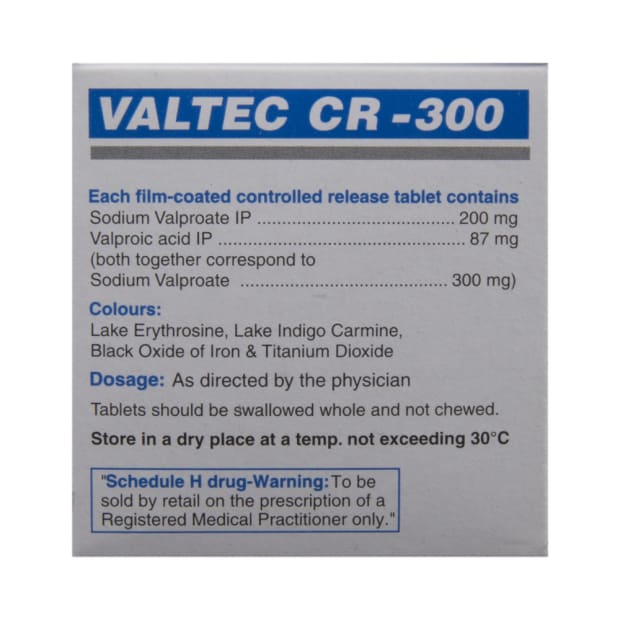 VALTEC CR -300
Each film-coated controlled release tablet contains
Sodium Valproate IP ............................................ 200 mg
Valproic acid IP ...................................................... 87 mg
(both together correspond to
Sodium Valproate .............................................. 300 mg)
Colours:
Lake Erythrosine, Lake Indigo Carmine,
Black Oxide of Iron & Titanium Dioxide
Dosage: As directed by the physician
Tablets should be swallowed whole and not chewed.
Store in a dry place at a temp. not exceeding 30°C
"Schedule H drug-Warning: To be
sold by retail on the prescription of a
Registered Medical Practitioner only."